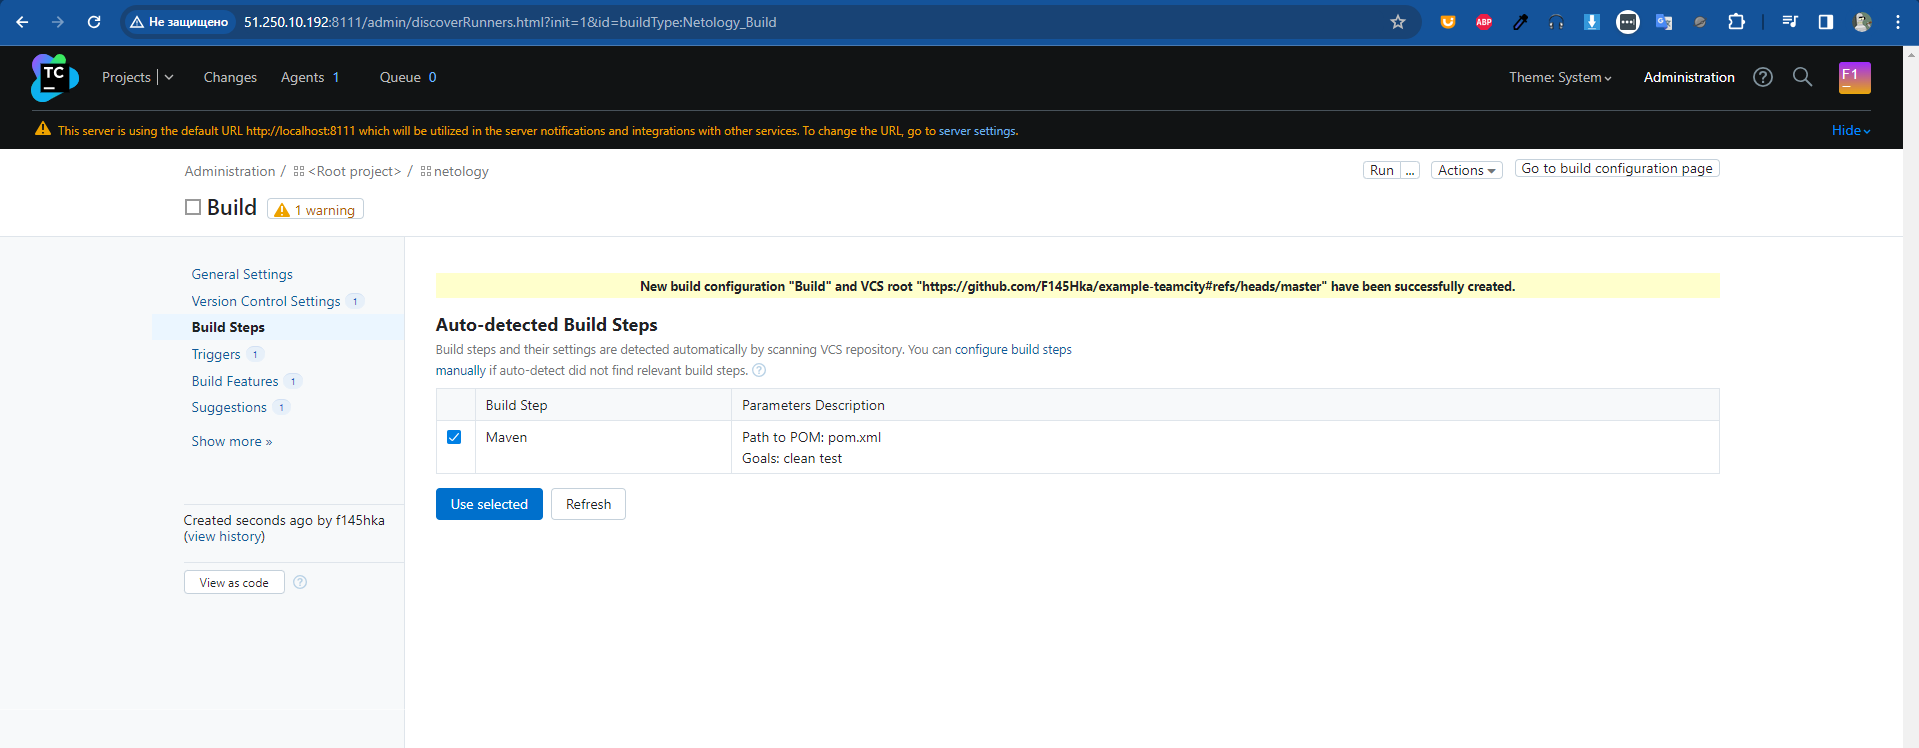 Не защищено 51.250.10.192:8111/admin/discoverRunners.html?init=1&id=buildType:Netology_Build
ABP
TC
Projects
Changes
Agents 1
Queue 0
Theme: System
Administration
F1
This server is using the default URL http://localhost:8111 which will be utilized in the server notifications and integrations with other services. To change the URL, go to server settings.
Hide
Administration / <Root project> / netology
Run ...
Actions
Go to build configuration page
Build
1 warning
General Settings
Version Control Settings 1
Build Steps
Triggers 1
Build Features 1
Suggestions 1
Show more »
Created seconds ago by f145hka
(view history)
View as code ?
New build configuration "Build" and VCS root "https://github.com/F145Hka/example-teamcity#refs/heads/master" have been successfully created.
Auto-detected Build Steps
Build steps and their settings are detected automatically by scanning VCS repository. You can configure build steps
manually if auto-detect did not find relevant build steps. ?
Build Step Parameters Description
Maven Path to POM: pom.xml
Goals: clean test
Use selected Refresh